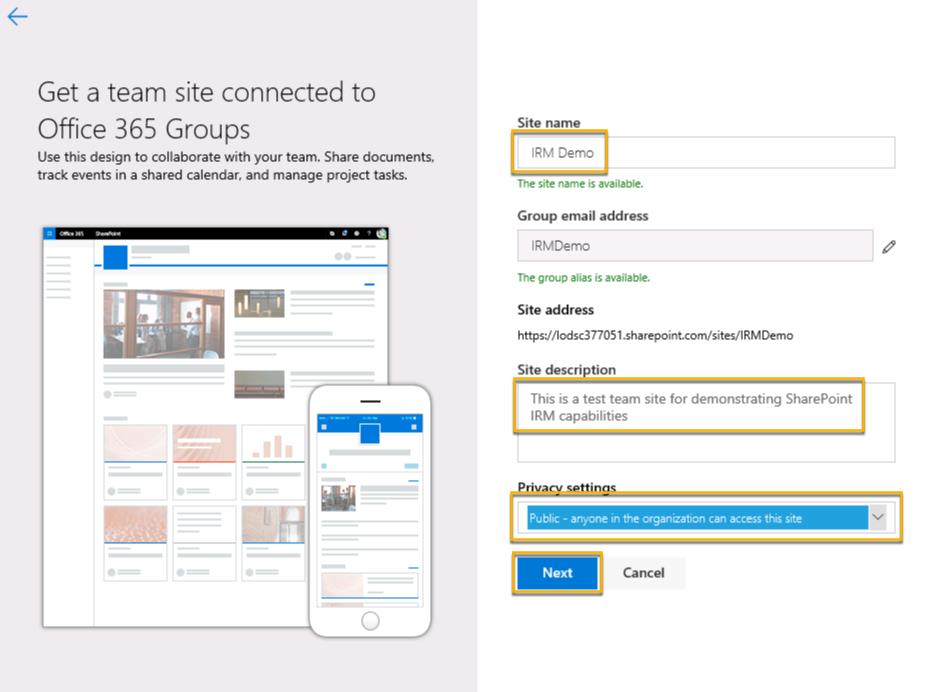 Get a team site connected to
Office 365 Groups
Use this design to collaborate with your team. Share documents,
track events in a shared calendar, and manage project tasks.
Office 365 SharePoint
Site name
IRM Demo
The site name is available.
Group email address
IRMDemo
The group alias is available.
Site address
https://lodsc377051.sharepoint.com/sites/IRMDemo
Site description
This is a test team site for demonstrating SharePoint
IRM capabilities
Privacy settings
Public - anyone in the organization can access this site
Next Cancel